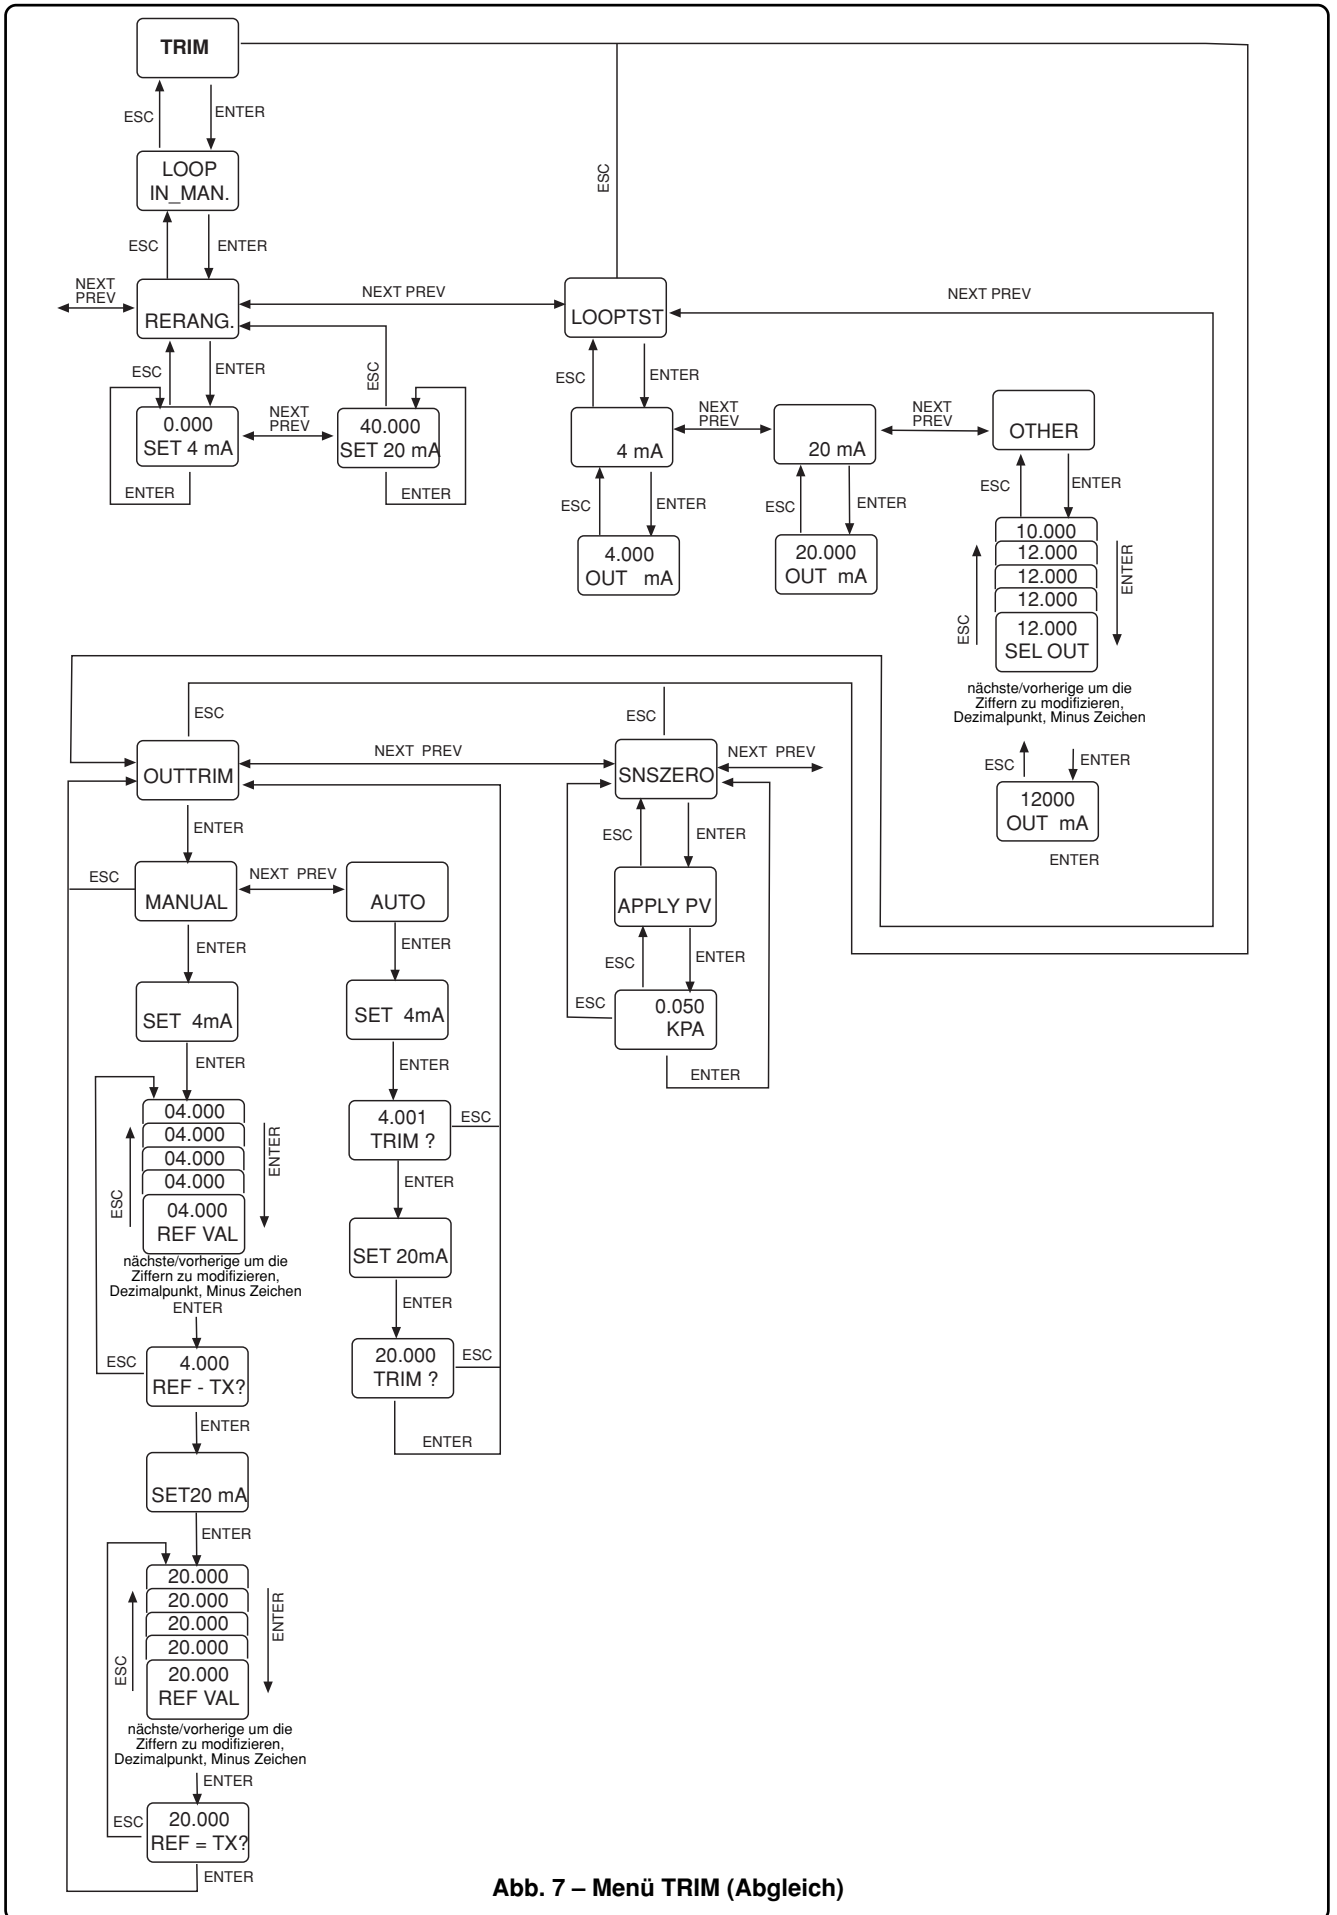 TRIM
ESC
ENTER
LOOP
IN_MAN.
ESC
ENTER
ESC
NEXT
PREV
RERANG.
NEXT PREV
LOOPTST
NEXT PREV
ESC
ENTER
ESC
0.000
SET 4 mA
NEXT
PREV
40.000
SET 20 mA
ENTER
ENTER
ESC
ENTER
4 mA
NEXT
PREV
20 mA
NEXT
PREV
OTHER
ESC
ENTER
ESC
ENTER
ESC
ENTER
4.000
OUT mA
20.000
OUT mA
10.000
12.000
12.000
12.000
12.000
SEL OUT
ESC
ENTER
nächste/vorherige um die
Ziffern zu modifizieren,
Dezimalpunkt, Minus Zeichen
ESC
ENTER
12000
OUT mA
ENTER
ESC
ESC
OUTTRIM
NEXT PREV
SNSZERO
NEXT PREV
ENTER
ESC
ENTER
ESC
MANUAL
NEXT PREV
AUTO
APPLY PV
ENTER
ENTER
ESC
ENTER
SET 4mA
SET 4mA
ESC
0.050
KPA
ENTER
ENTER
ENTER
04.000
04.000
04.000
04.000
04.000
REF VAL
ESC
ENTER
4.001
TRIM ?
ESC
ENTER
nächste/vorherige um die
Ziffern zu modifizieren,
Dezimalpunkt, Minus Zeichen
ENTER
SET 20mA
ENTER
ESC
4.000
REF - TX?
20.000
TRIM ?
ESC
ENTER
ENTER
SET20 mA
ENTER
20.000
20.000
20.000
20.000
20.000
REF VAL
ESC
ENTER
nächste/vorherige um die
Ziffern zu modifizieren,
Dezimalpunkt, Minus Zeichen
ENTER
ESC
20.000
REF = TX?
ENTER
Abb. 7 – Menü TRIM (Abgleich)